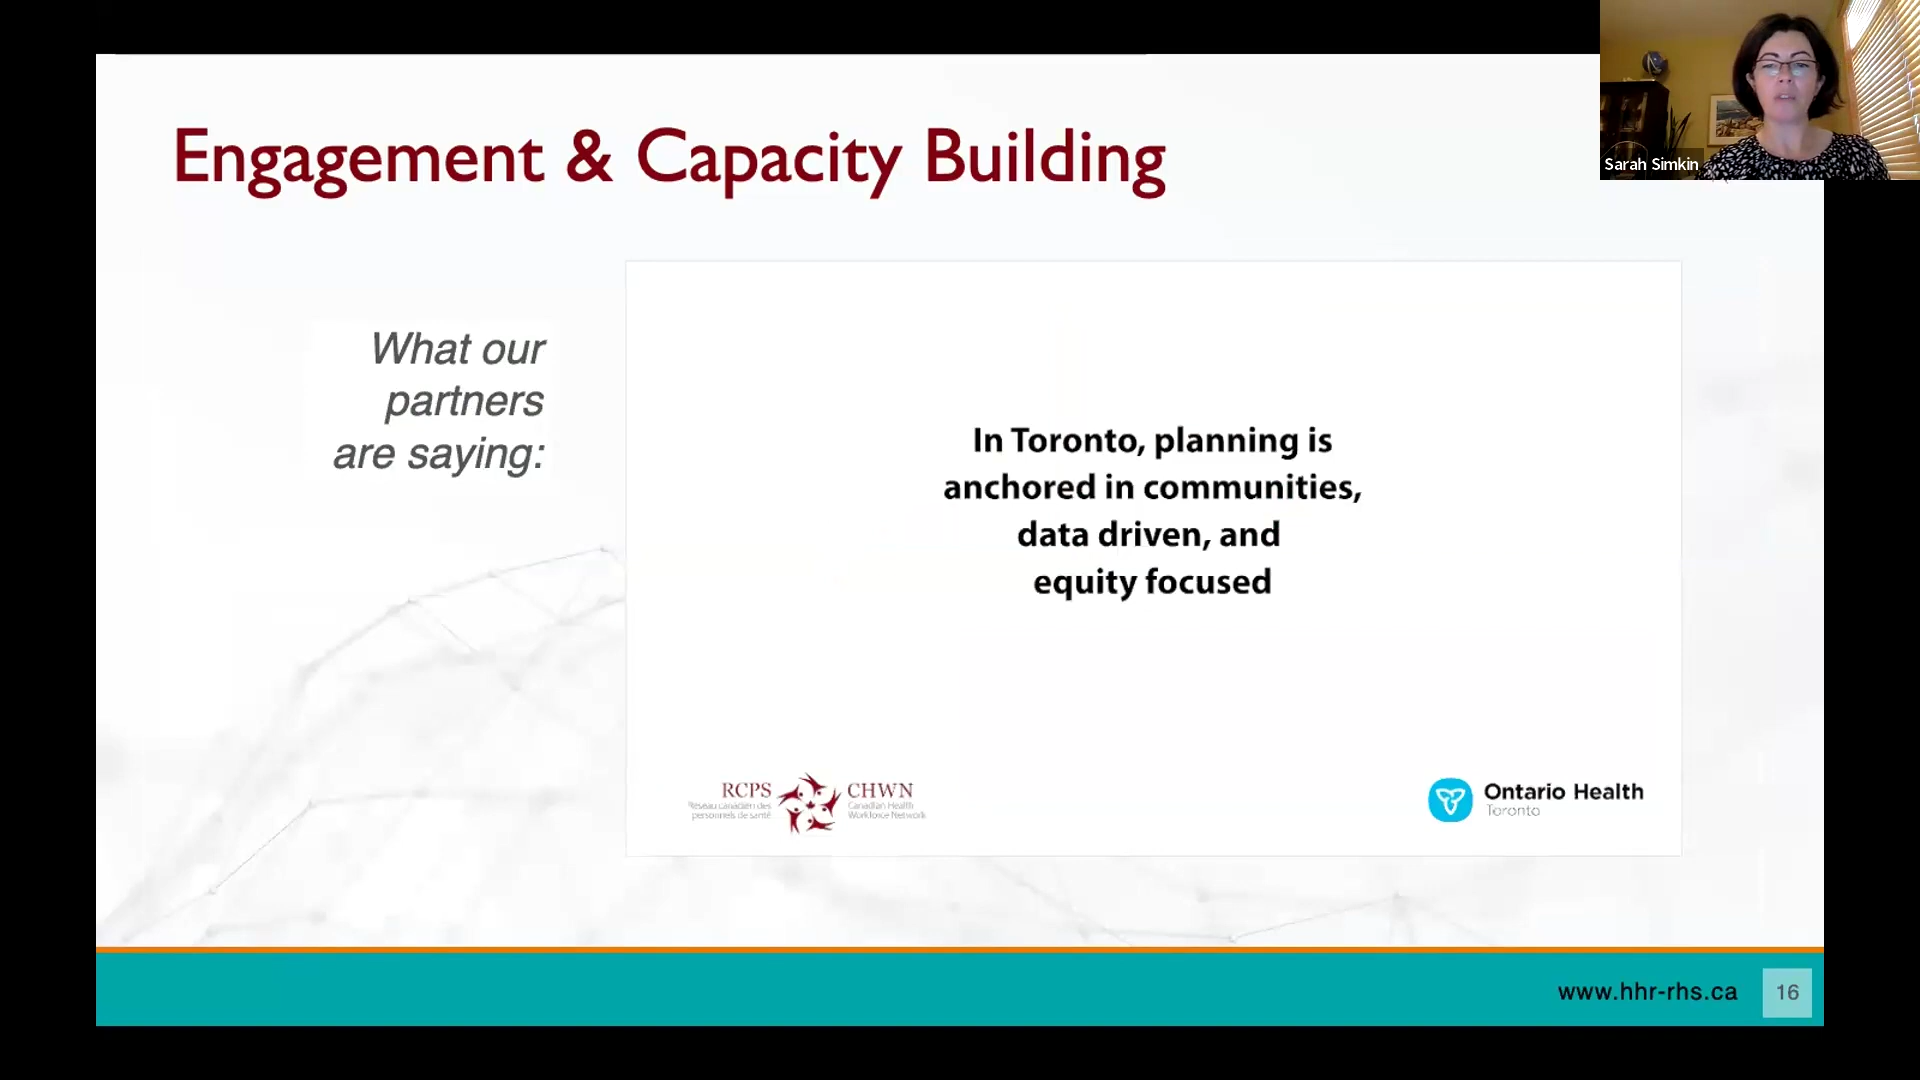 Engagement & Capacity Building
Sarah Simkin
What our
partners
are saying:
In Toronto, planning is
anchored in communities,
data driven, and
equity focused
RCPS
Réseau canadien des
personnels de santé
CHWN
Canadian Health
Workforce Network
Ontario Health
Toronto
www.hhr-rhs.ca
16